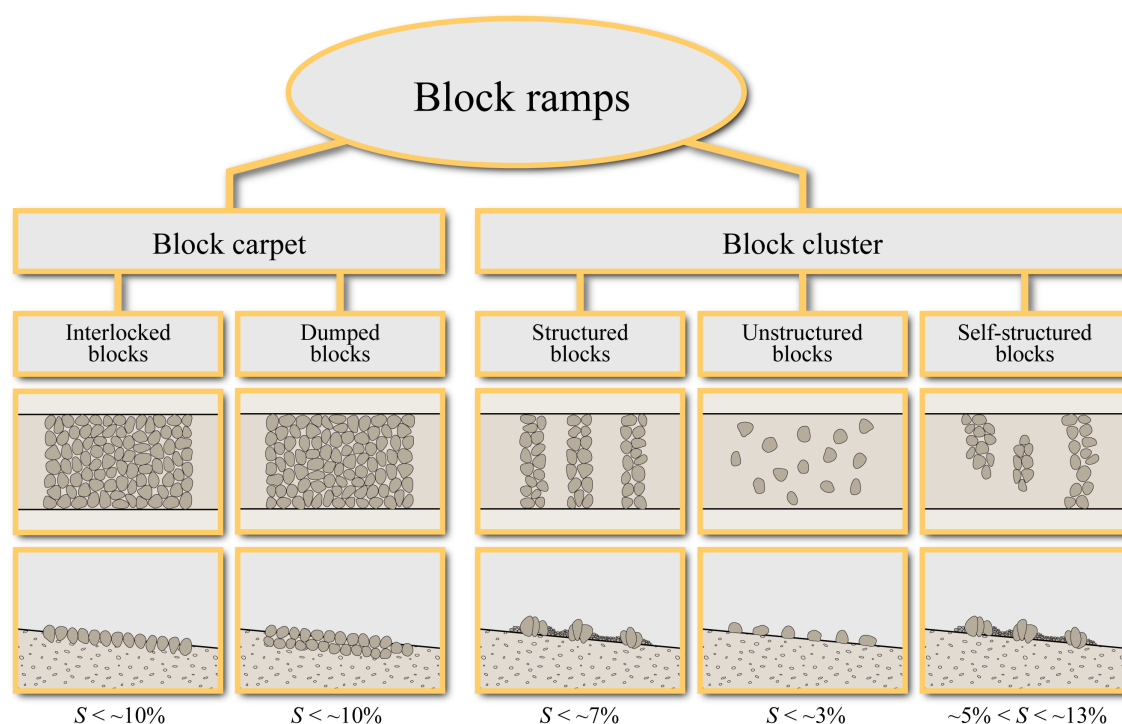 Block ramps
Block carpet
Block cluster
Interlocked
blocks
Dumped
blocks
Structured
blocks
Unstructured
blocks
Self-structured
blocks
S < ~10%
S < ~10%
S < ~7%
S < ~3%
~5% < S < ~13%